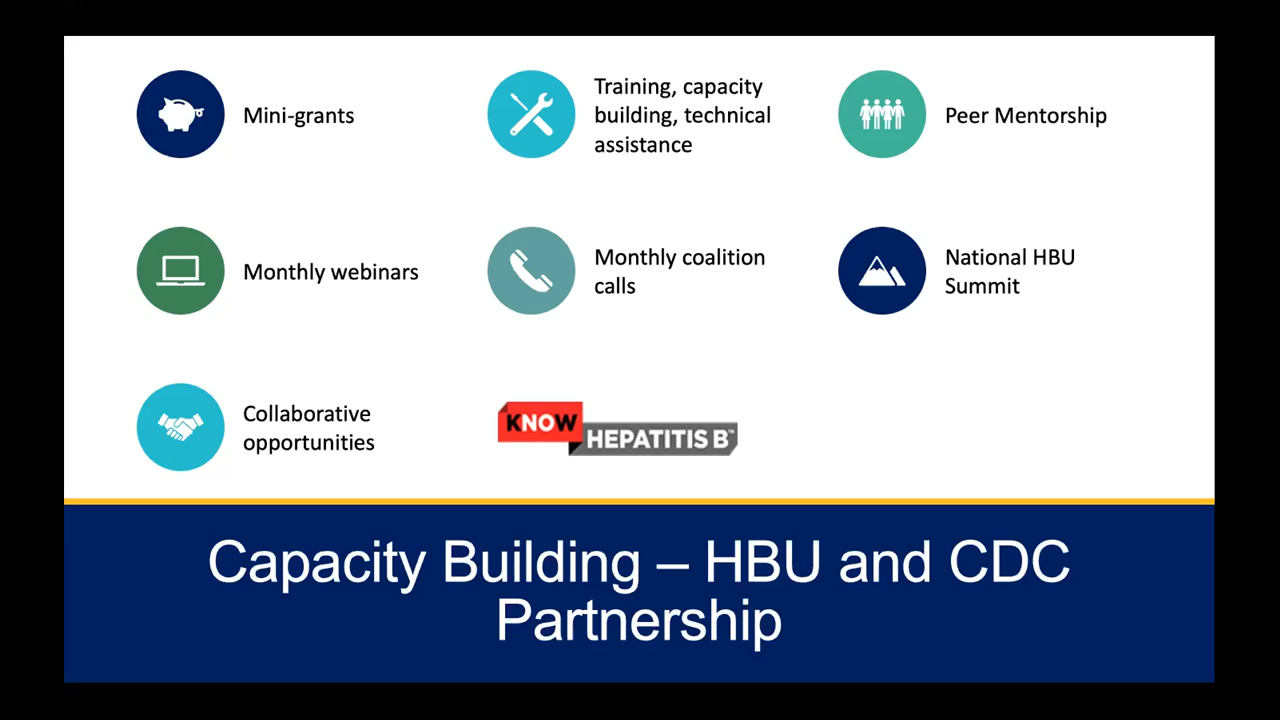 Mini-grants
Training, capacity
building, technical
assistance
Peer Mentorship
Monthly webinars
Monthly coalition
calls
National HBU
Summit
Collaborative
opportunities
KNOW
HEPATITIS B™
Capacity Building – HBU and CDC
Partnership